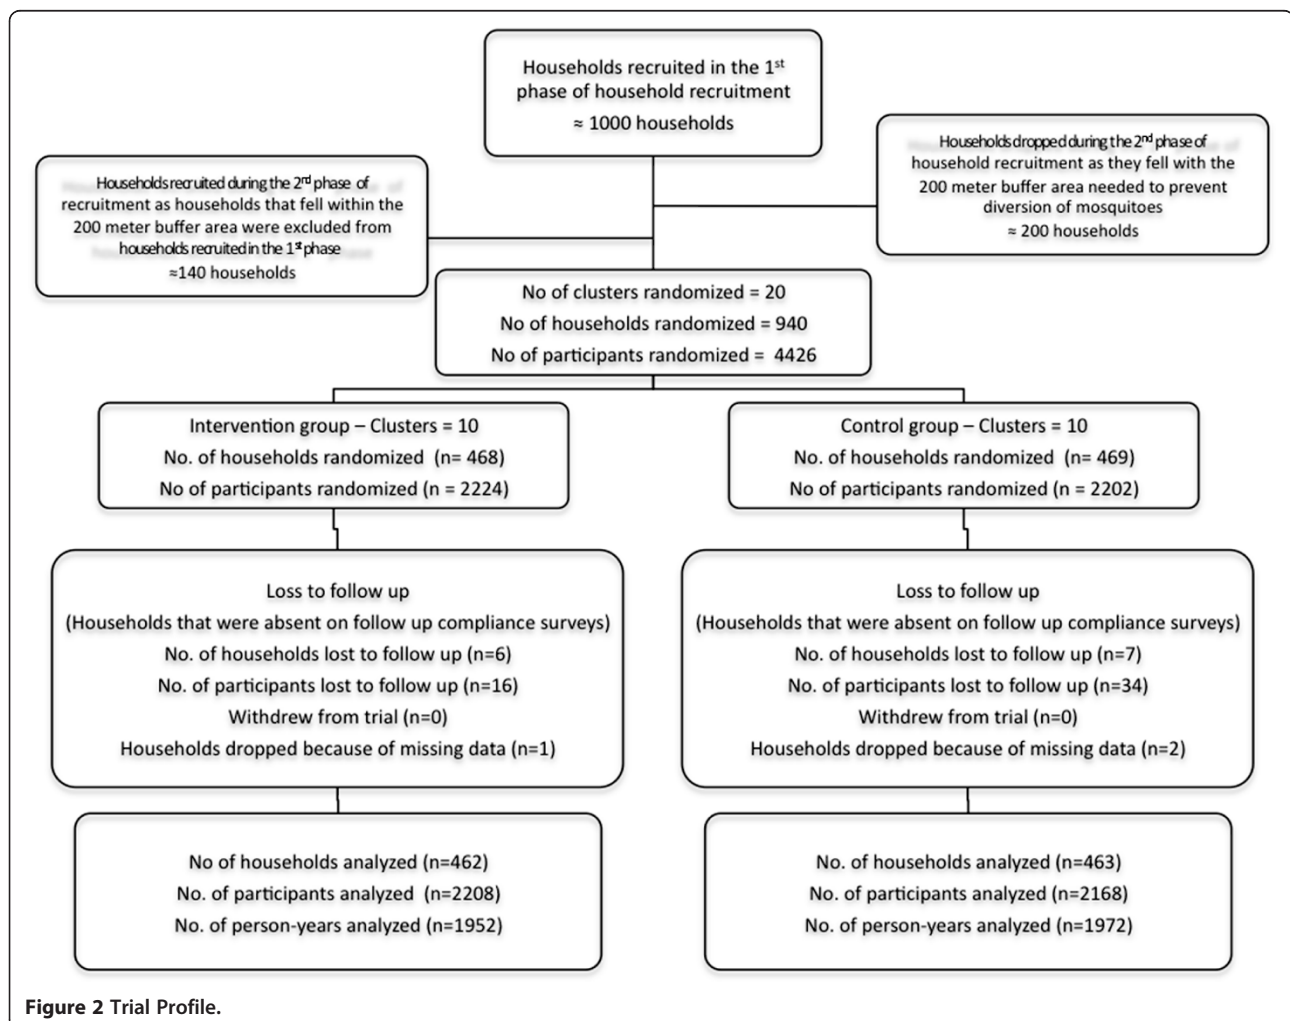 Households recruited in the 1st
phase of household recruitment
≈ 1000 households
Households dropped during the 2nd phase of
household recruitment as they fell with the
200 meter buffer area needed to prevent
diversion of mosquitoes
≈ 200 households
Households recruited during the 2nd phase of
recruitment as households that fell within the
200 meter buffer area were excluded from
households recruited in the 1st phase
≈140 households
No of clusters randomized = 20
No of households randomized = 940
No of participants randomized = 4426
Intervention group – Clusters = 10
No. of households randomized (n= 468)
No of participants randomized (n = 2224)
Control group – Clusters = 10
No. of households randomized (n= 469)
No of participants randomized (n = 2202)
Loss to follow up
(Households that were absent on follow up compliance surveys)
No. of households lost to follow up (n=6)
No. of participants lost to follow up (n=16)
Withdrew from trial (n=0)
Households dropped because of missing data (n=1)
Loss to follow up
(Households that were absent on follow up compliance surveys)
No. of households lost to follow up (n=7)
No. of participants lost to follow up (n=34)
Withdrew from trial (n=0)
Households dropped because of missing data (n=2)
No of households analyzed (n=462)
No. of participants analyzed (n=2208)
No. of person-years analyzed (n=1952)
No. of households analyzed (n=463)
No. of participants analyzed (n=2168)
No. of person-years analyzed (n=1972)
Figure 2 Trial Profile.